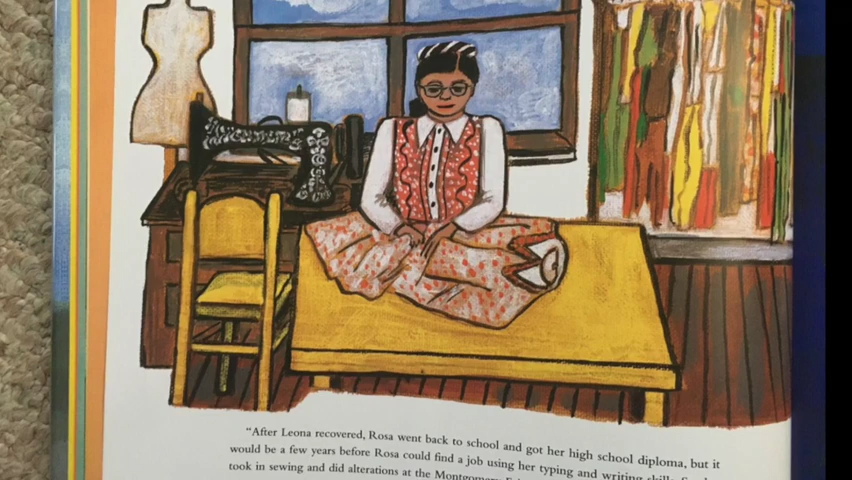 “After Leona recovered, Rosa went back to school and got her high school diploma, but it
would be a few years before Rosa could find a job using her typing and writing skills.
took in sewing and did alterations at the Montgomery